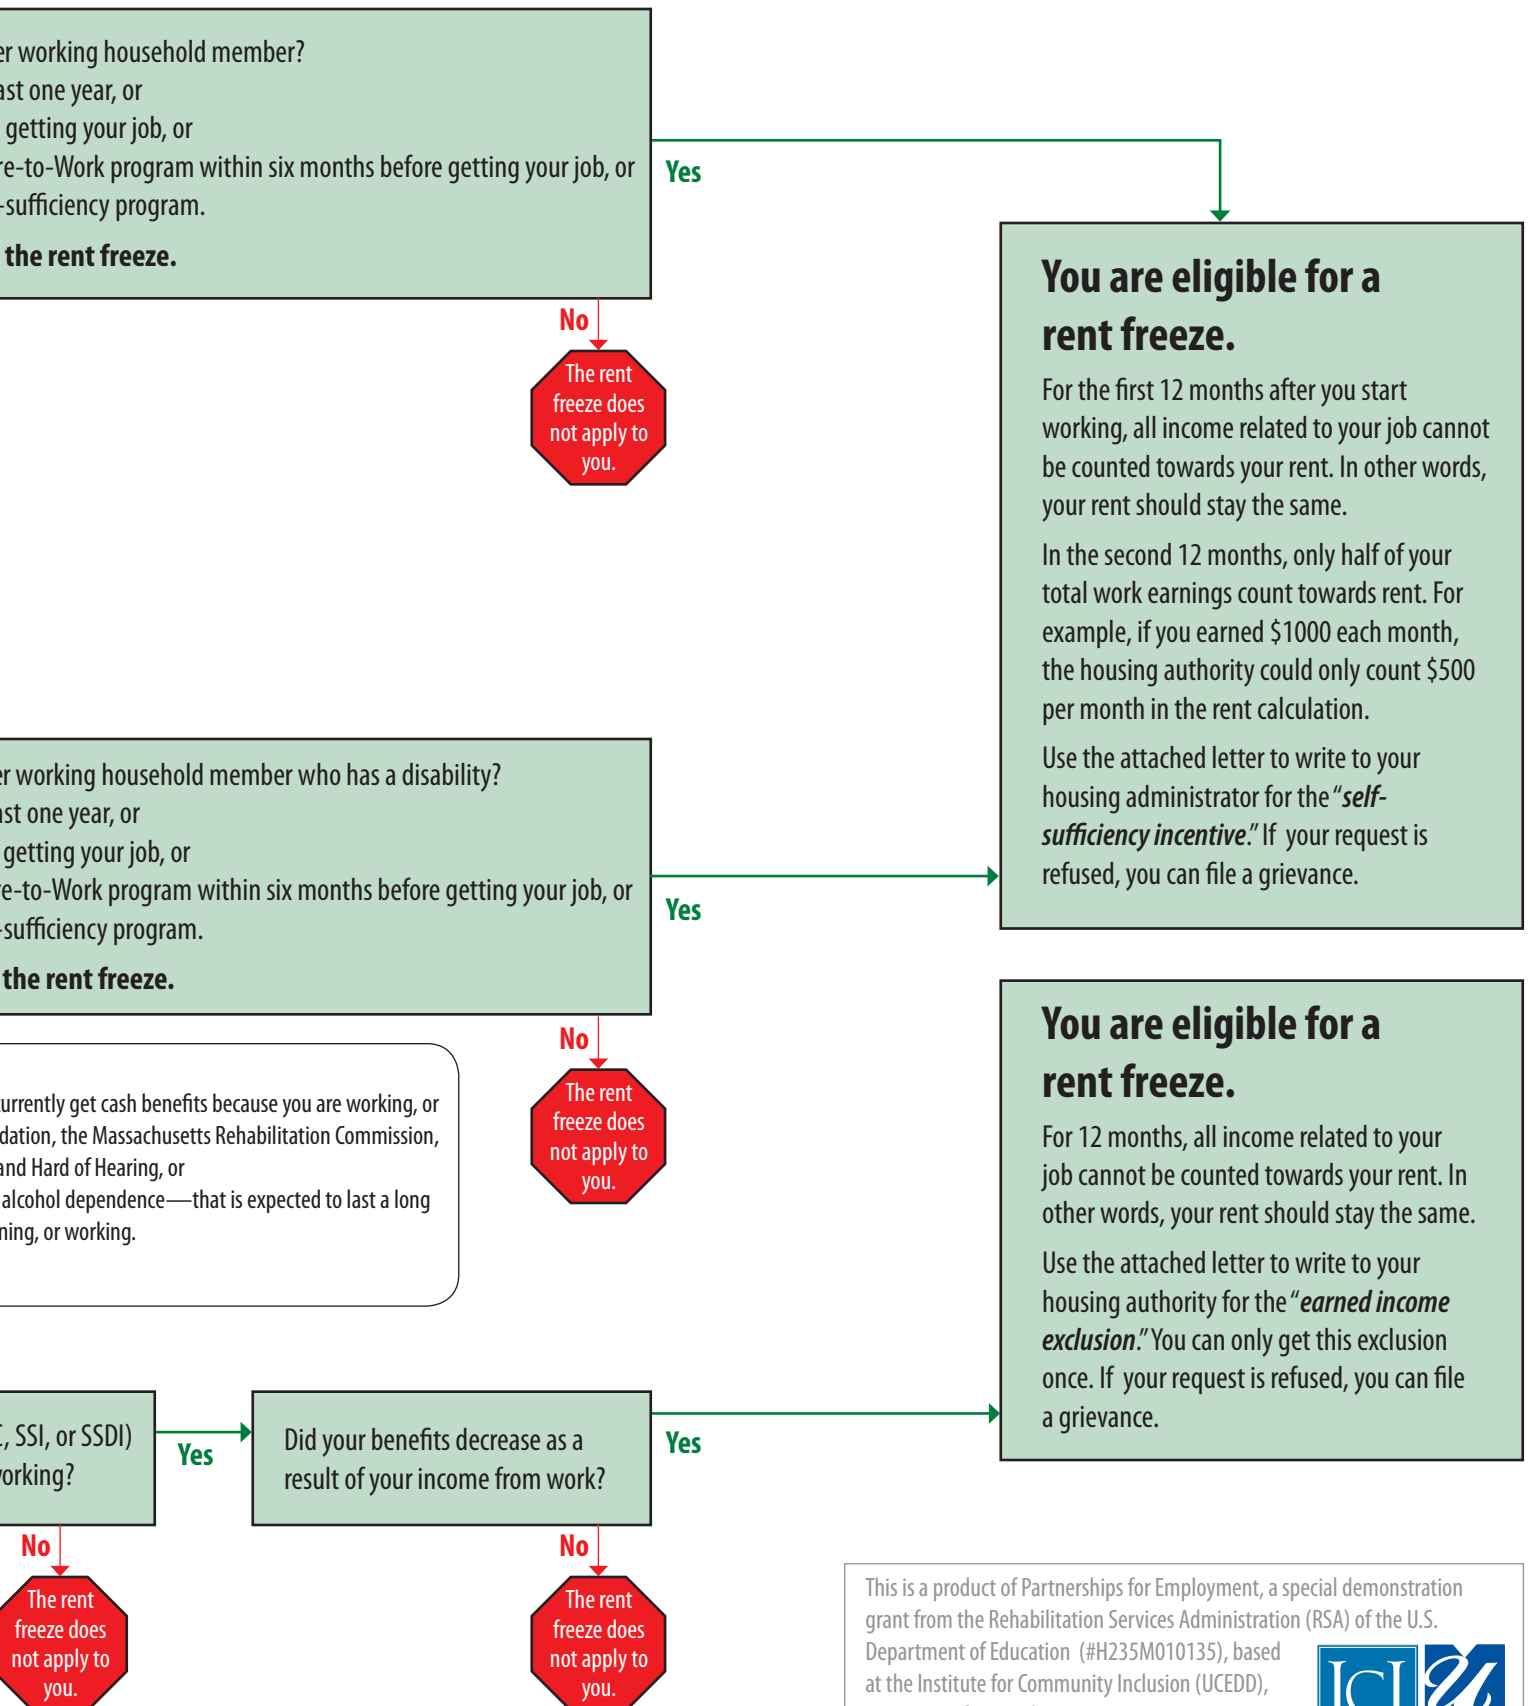 er working household member?
ast one year, or
getting your job, or
re-to-Work program within six months before getting your job, or
-sufficiency program.
the rent freeze.
Yes
No
The rent
freeze does
not apply to
you.
You are eligible for a
rent freeze.
For the first 12 months after you start
working, all income related to your job cannot
be counted towards your rent. In other words,
your rent should stay the same.
In the second 12 months, only half of your
total work earnings count towards rent. For
example, if you earned $1000 each month,
the housing authority could only count $500
per month in the rent calculation.
Use the attached letter to write to your
housing administrator for the “self-
sufficiency incentive.” If your request is
refused, you can file a grievance.
er working household member who has a disability?
ast one year, or
getting your job, or
re-to-Work program within six months before getting your job, or
-sufficiency program.
the rent freeze.
Yes
No
The rent
freeze does
not apply to
you.
currently get cash benefits because you are working, or
dation, the Massachusetts Rehabilitation Commission,
and Hard of Hearing, or
alcohol dependence—that is expected to last a long
ning, or working.
You are eligible for a
rent freeze.
For 12 months, all income related to your
job cannot be counted towards your rent. In
other words, your rent should stay the same.
Use the attached letter to write to your
housing authority for the “earned income
exclusion.” You can only get this exclusion
once. If your request is refused, you can file
a grievance.
C, SSI, or SSDI)
working?
Yes
No
The rent
freeze does
not apply to
you.
Did your benefits decrease as a
result of your income from work?
Yes
No
The rent
freeze does
not apply to
you.
This is a product of Partnerships for Employment, a special demonstration
grant from the Rehabilitation Services Administration (RSA) of the U.S.
Department of Education (#H235M010135), based
at the Institute for Community Inclusion (UCEDD),
ICI